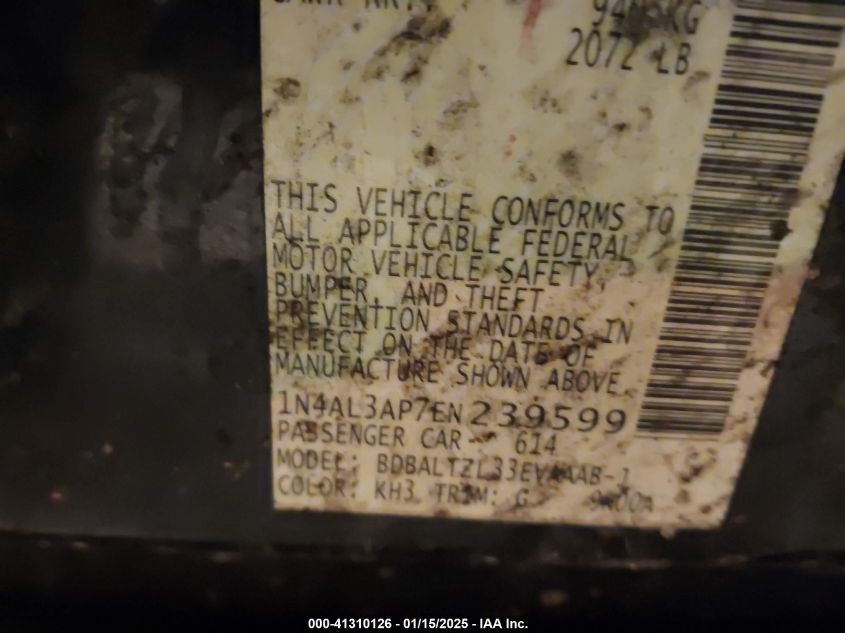 2072 LB
THIS VEHICLE CONFORMS TO
ALL APPLICABLE FEDERAL
MOTOR VEHICLE SAFETY,
BUMPER, AND THEFT
PREVENTION STANDARDS IN
EFFECT ON THE DATE OF
MANUFACTURE SHOWN ABOVE.
1N4AL3AP7EN239599
PASSENGER CAR 614
MODEL: BDBALTZL33EVAAAB-1
COLOR: KH3 TRIM: G
000-41310126 - 01/15/2025 - IAA Inc.